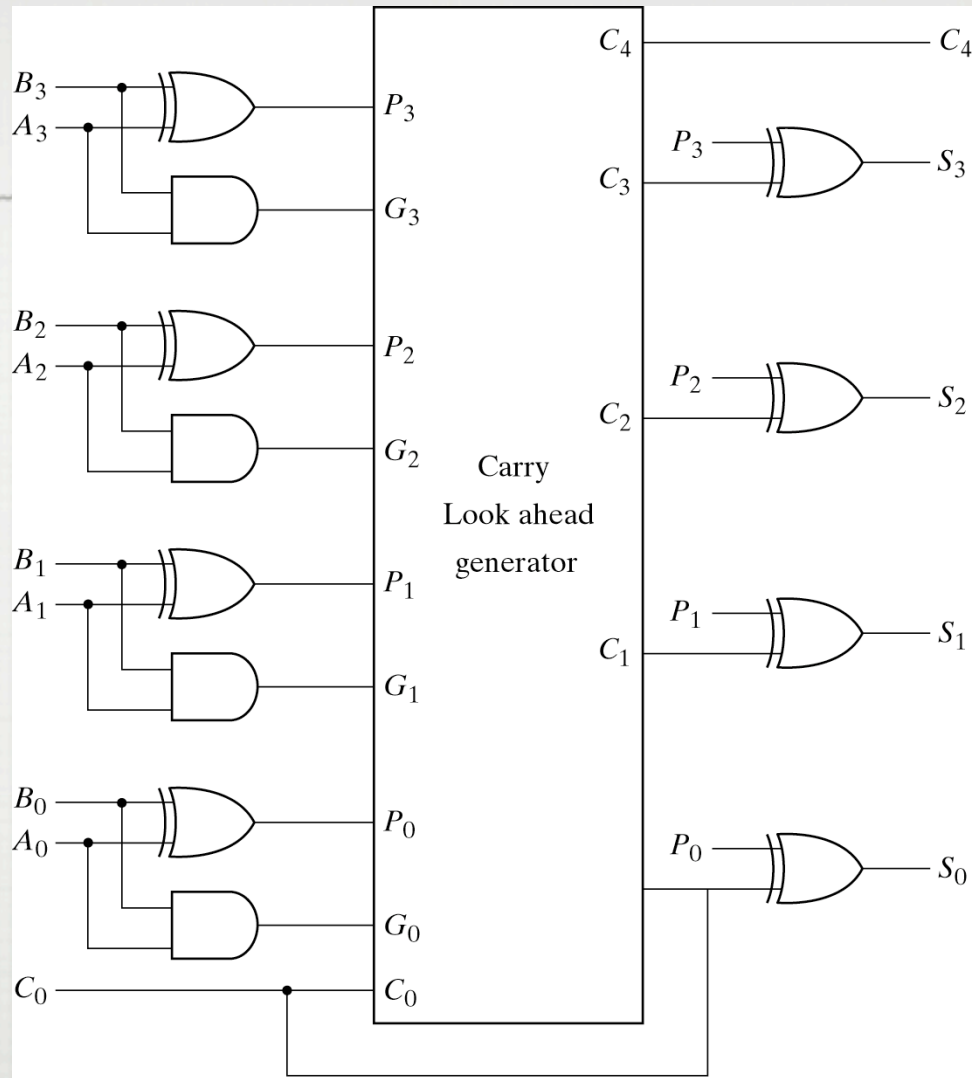 C₄ C₄
B₃
A₃ P₃ P₃
C₃ S₃
G₃
B₂
A₂ P₂ P₂
C₂ S₂
G₂
Carry
Look ahead
generator
B₁
A₁ P₁ P₁
C₁ S₁
G₁
B₀
A₀ P₀ P₀
S₀
G₀
C₀ C₀